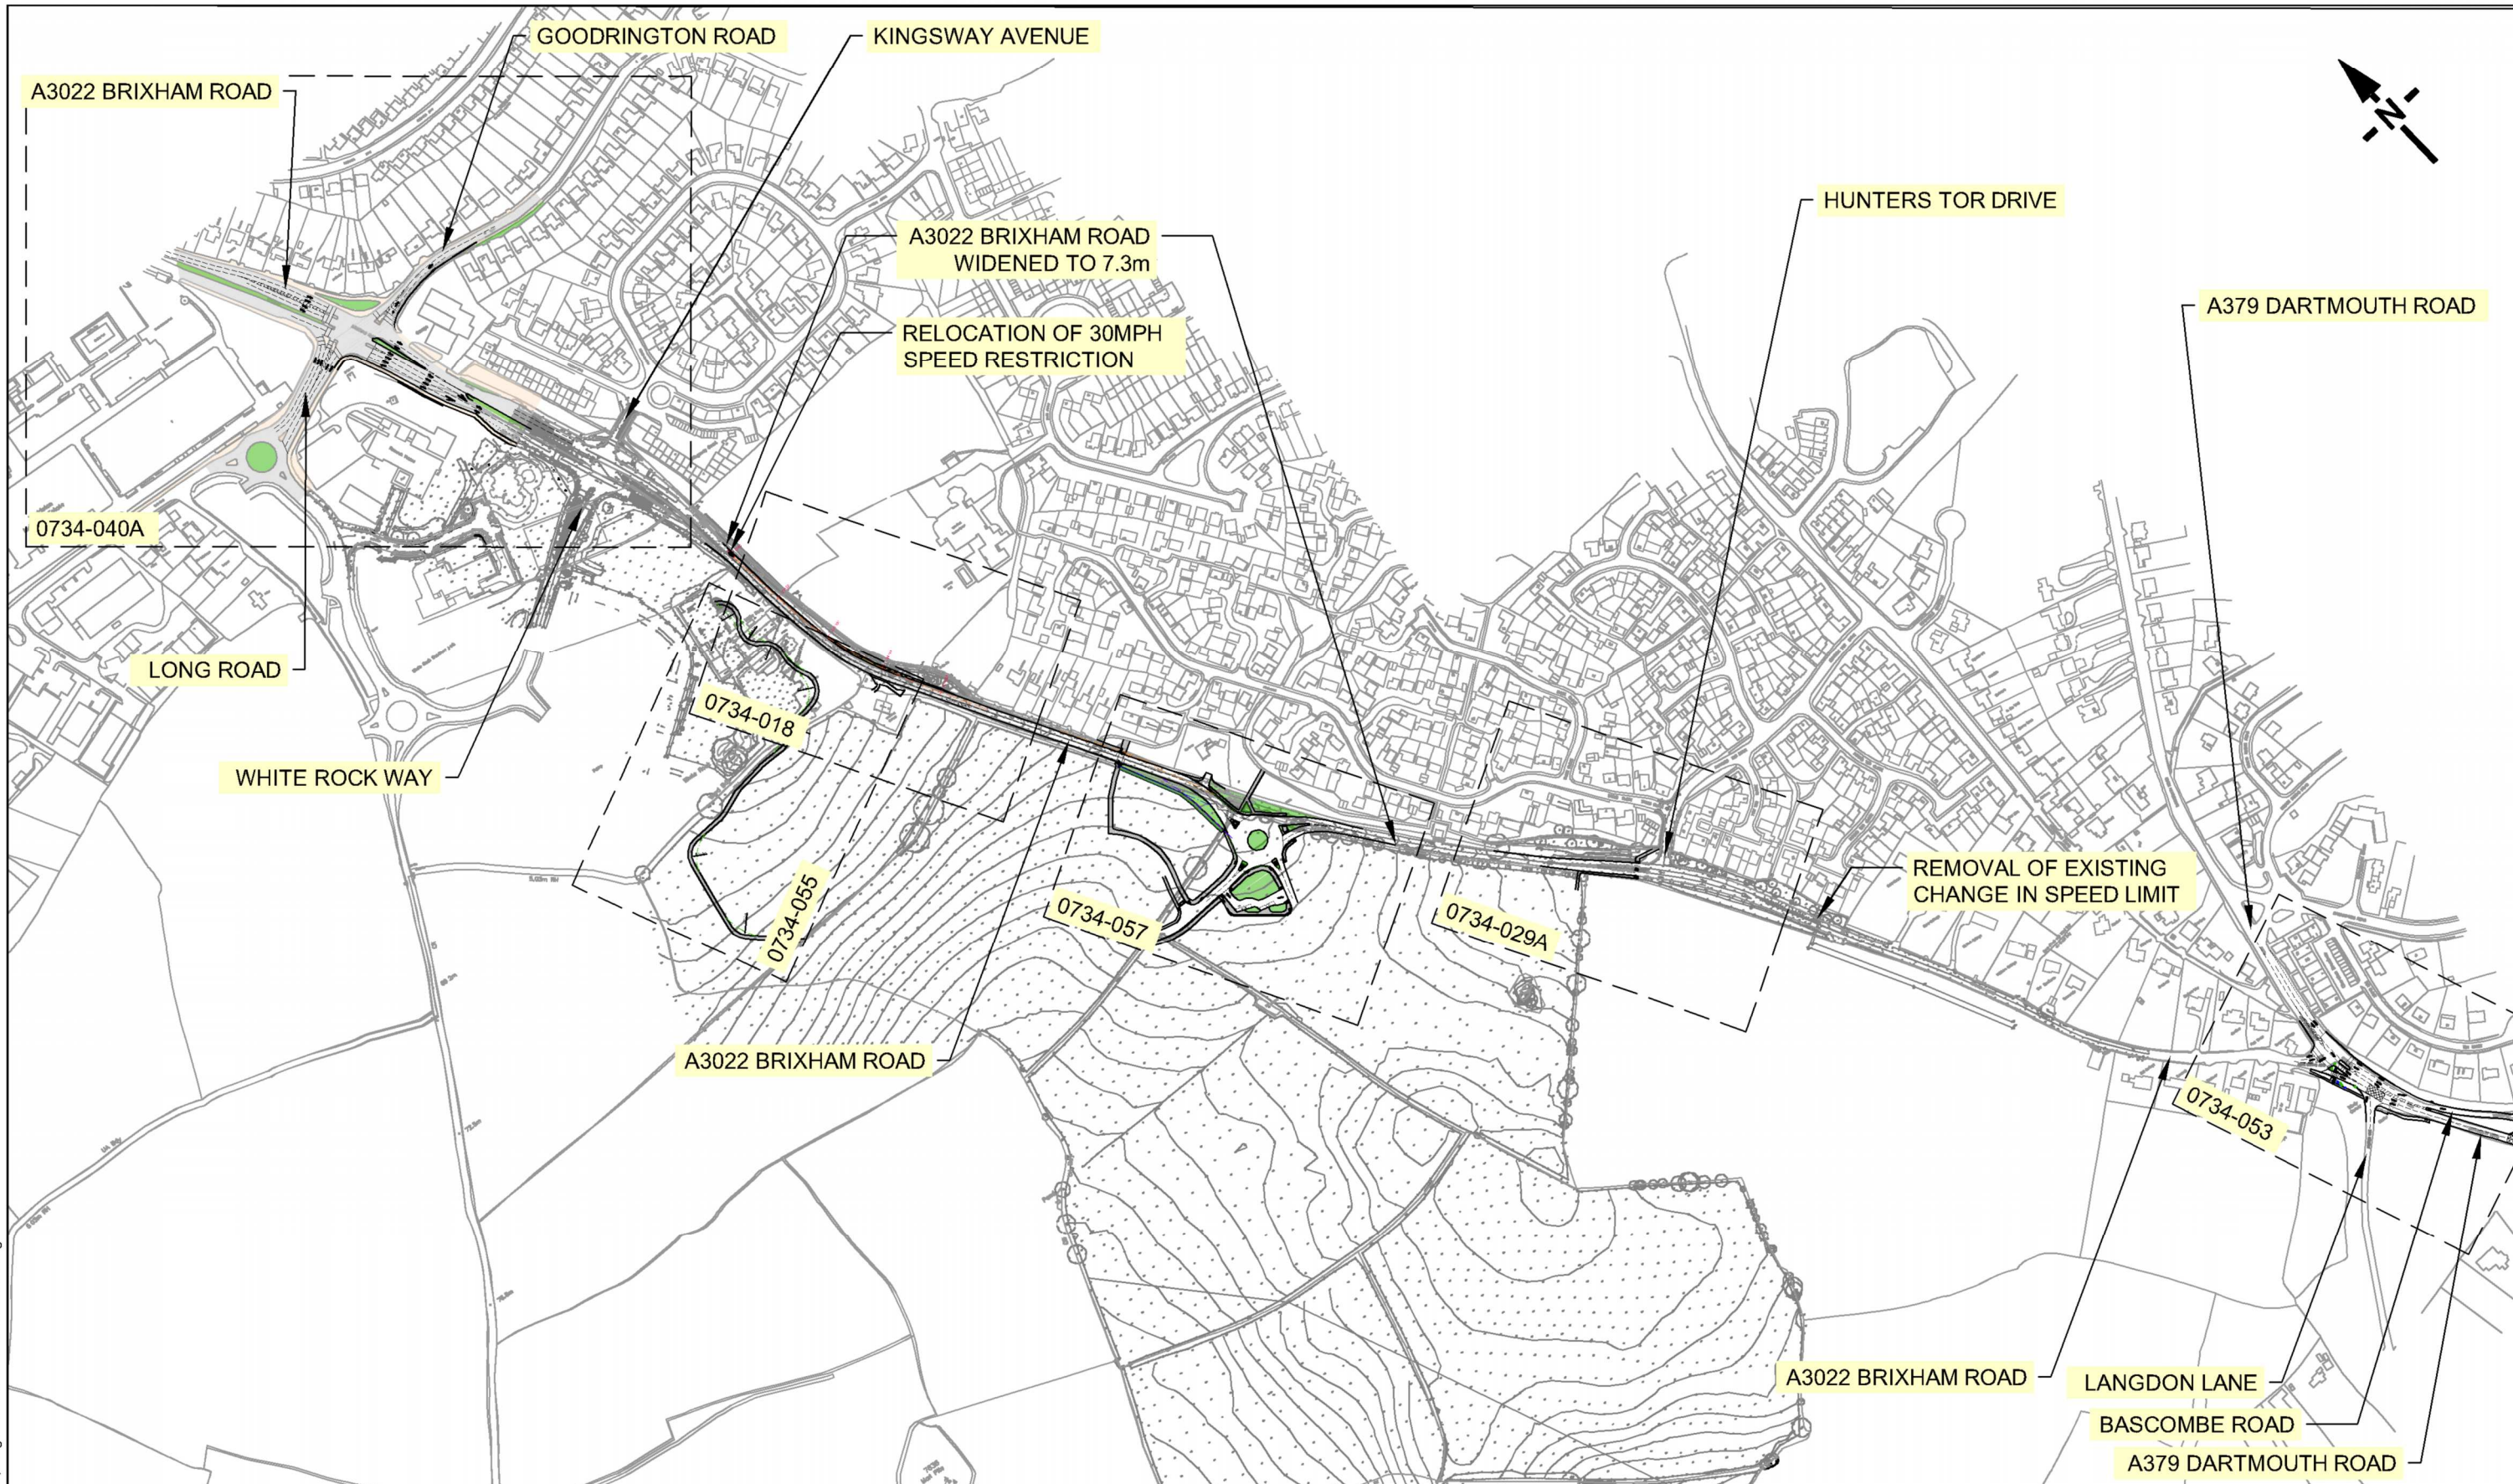 GOODRINGTON ROAD
KINGSWAY AVENUE
A3022 BRIXHAM ROAD
N
HUNTERS TOR DRIVE
A3022 BRIXHAM ROAD
WIDENED TO 7.3m
A379 DARTMOUTH ROAD
RELOCATION OF 30MPH
SPEED RESTRICTION
0734-040A
LONG ROAD
0734-018
WHITE ROCK WAY
REMOVAL OF EXISTING
CHANGE IN SPEED LIMIT
0734-055
0734-057
0734-029A
A3022 BRIXHAM ROAD
0734-053
A3022 BRIXHAM ROAD
LANGDON LANE
BASCOMBE ROAD
A379 DARTMOUTH ROAD